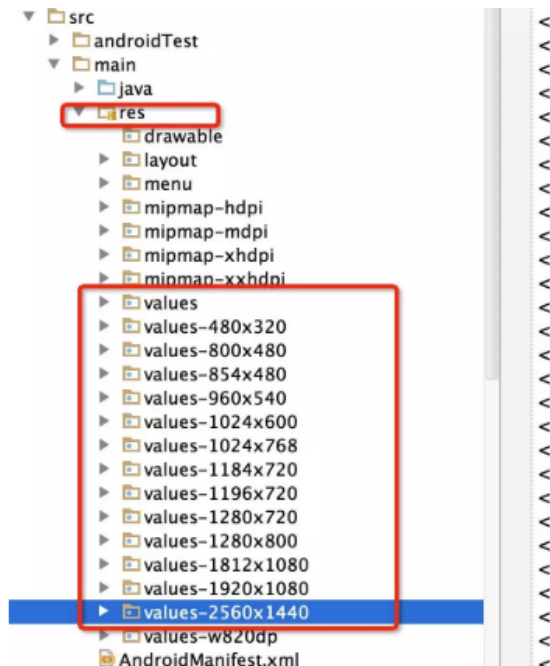 src
androidTest
main
java
res
drawable
layout
menu
mipmap-hdpi
mipmap-mdpi
mipmap-xhdpi
mipmap-xxhdpi
values
values-480x320
values-800x480
values-854x480
values-960x540
values-1024x600
values-1024x768
values-1184x720
values-1196x720
values-1280x720
values-1280x800
values-1812x1080
values-1920x1080
values-2560x1440
values-w820dp
AndroidManifest.xml